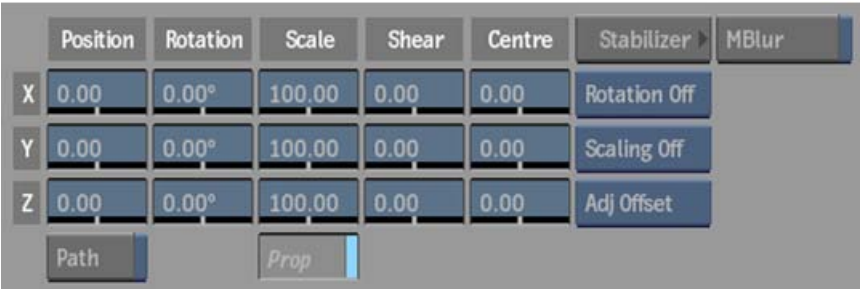 Position Rotation Scale Shear Centre Stabilizer MBlur
X 0.00 0.00° 100.00 0.00 0.00 Rotation Off
Y 0.00 0.00° 100.00 0.00 0.00 Scaling Off
Z 0.00 0.00° 100.00 0.00 0.00 Adj Offset
Path Prop